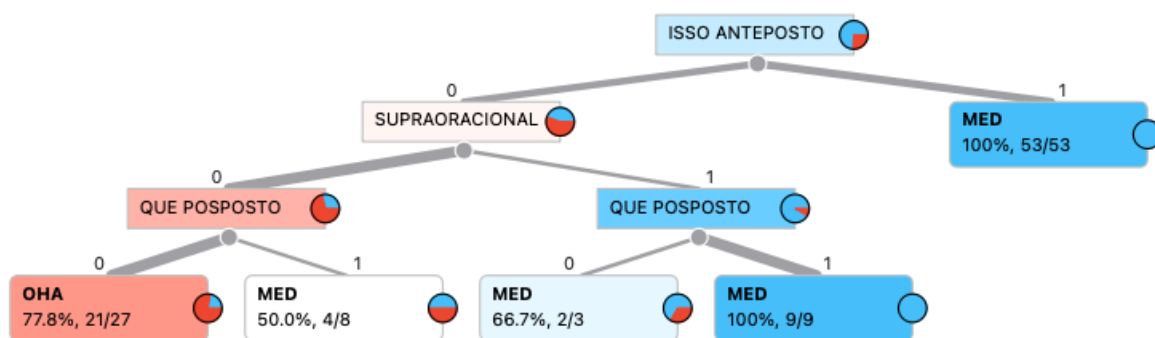 ISSO ANTEPOSTO
0
1
SUPRAORACIONAL
MED
100%, 53/53
0
1
QUE POSPOSTO
QUE POSPOSTO
0
1
0
1
OHA
77.8%, 21/27
MED
50.0%, 4/8
MED
66.7%, 2/3
MED
100%, 9/9